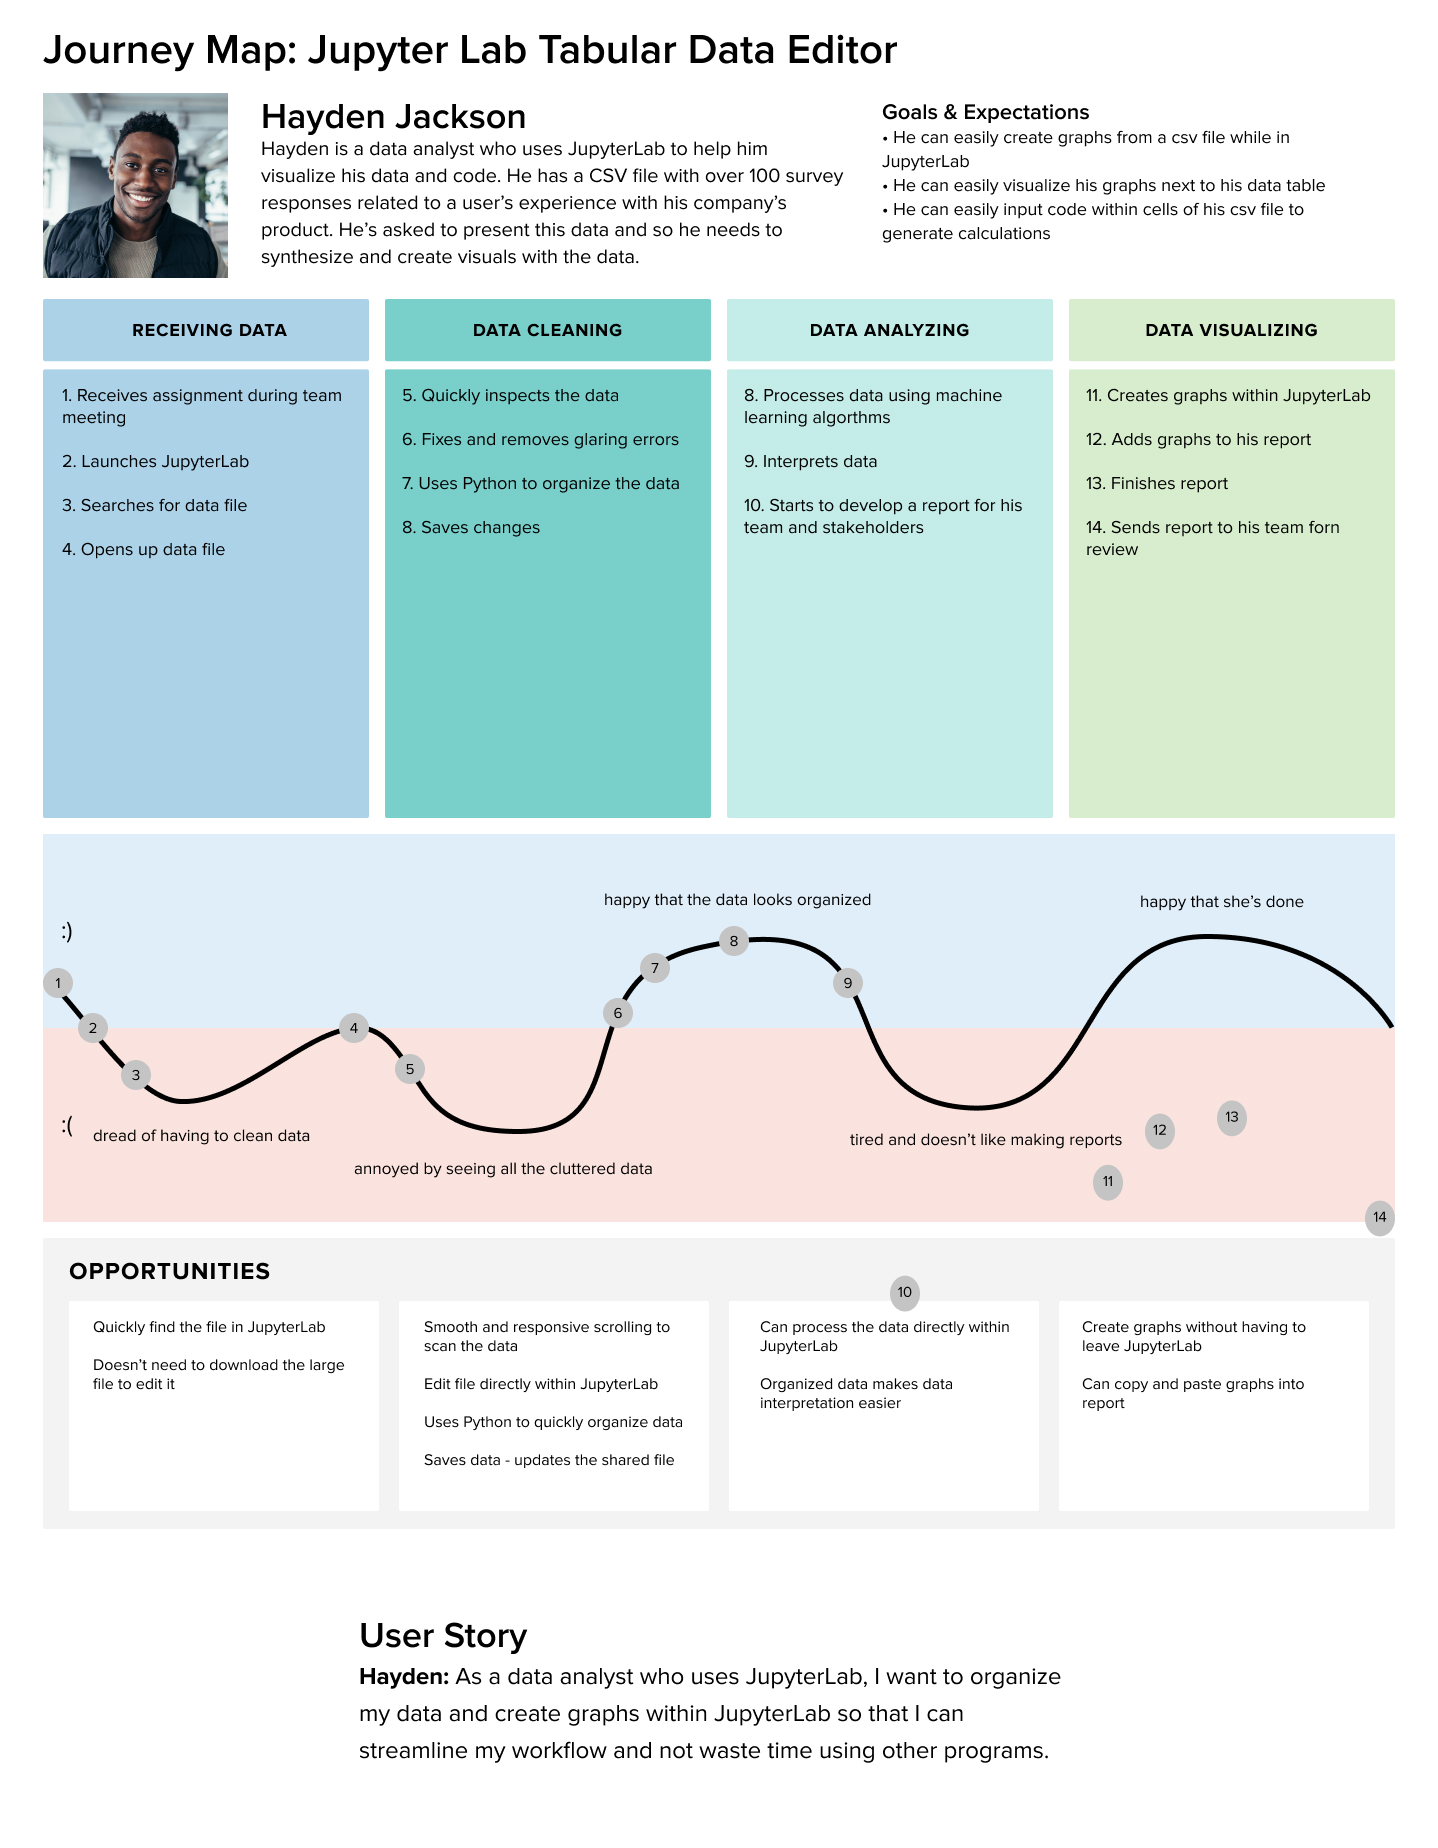 Journey Map: Jupyter Lab Tabular Data Editor
Hayden Jackson
Hayden is a data analyst who uses JupyterLab to help him
visualize his data and code. He has a CSV file with over 100 survey
responses related to a user’s experience with his company’s
product. He’s asked to present this data and so he needs to
synthesize and create visuals with the data.
Goals & Expectations
• He can easily create graphs from a csv file while in
JupyterLab
• He can easily visualize his graphs next to his data table
• He can easily input code within cells of his csv file to
generate calculations
RECEIVING DATA
1. Receives assignment during team
meeting
2. Launches JupyterLab
3. Searches for data file
4. Opens up data file
DATA CLEANING
5. Quickly inspects the data
6. Fixes and removes glaring errors
7. Uses Python to organize the data
8. Saves changes
DATA ANALYZING
8. Processes data using machine
learning algorthms
9. Interprets data
10. Starts to develop a report for his
team and stakeholders
DATA VISUALIZING
11. Creates graphs within JupyterLab
12. Adds graphs to his report
13. Finishes report
14. Sends report to his team forn
review
happy that the data looks organized
happy that she’s done
:)
1
2
3
4
5
6
7
8
9
:(
dread of having to clean data
annoyed by seeing all the cluttered data
tired and doesn’t like making reports
11
12
13
14
OPPORTUNITIES
10
Quickly find the file in JupyterLab
Doesn’t need to download the large
file to edit it
Smooth and responsive scrolling to
scan the data
Edit file directly within JupyterLab
Uses Python to quickly organize data
Saves data - updates the shared file
Can process the data directly within
JupyterLab
Organized data makes data
interpretation easier
Create graphs without having to
leave JupyterLab
Can copy and paste graphs into
report
User Story
Hayden: As a data analyst who uses JupyterLab, I want to organize
my data and create graphs within JupyterLab so that I can
streamline my workflow and not waste time using other programs.